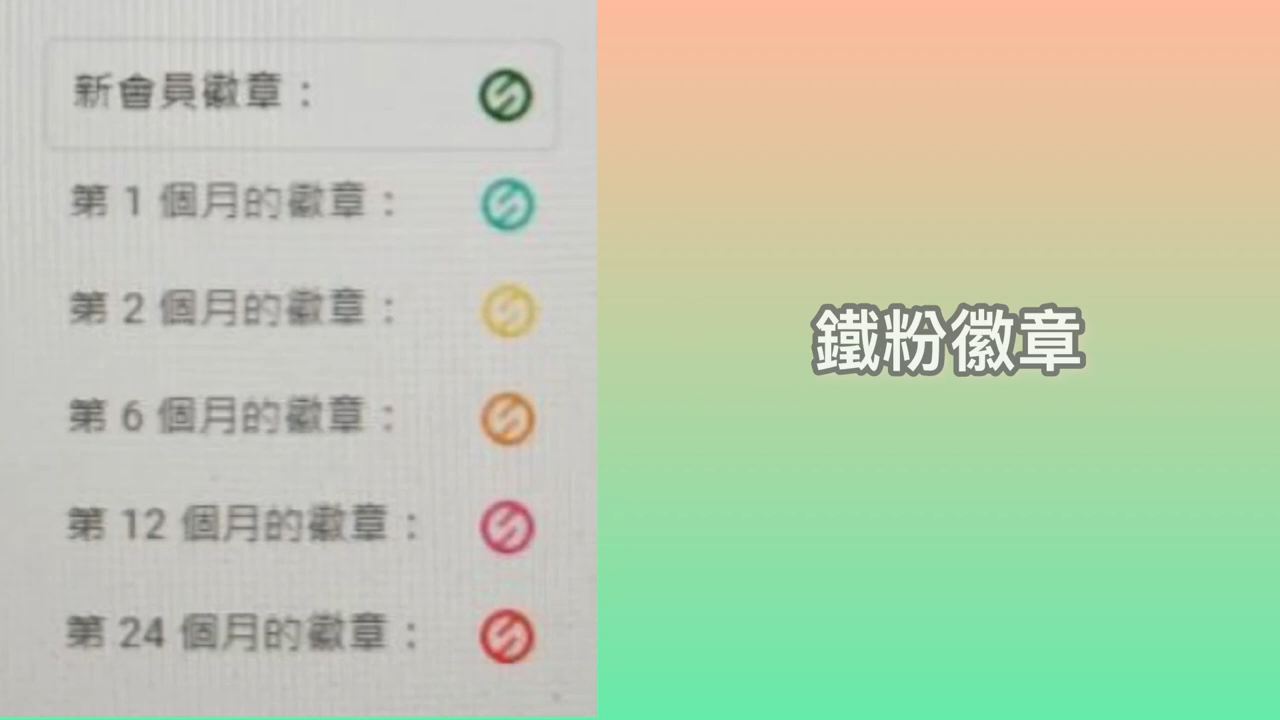 新會員徽章：
第 1 個月的徽章：
第 2 個月的徽章：
第 6 個月的徽章：
第 12 個月的徽章：
第 24 個月的徽章：
鐵粉徽章